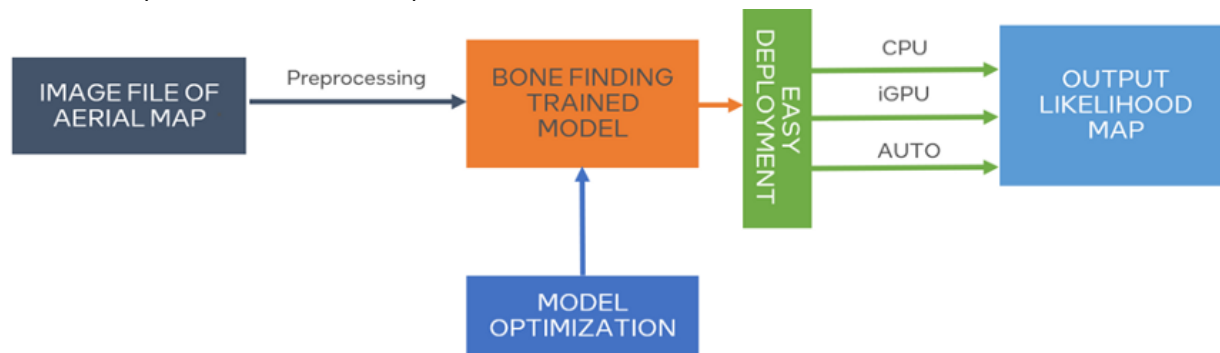 IMAGE FILE OF
AERIAL MAP
Preprocessing
BONE FINDING
TRAINED
MODEL
EASY
DEPLOYMENT
CPU
iGPU
AUTO
OUTPUT
LIKELIHOOD
MAP
MODEL
OPTIMIZATION